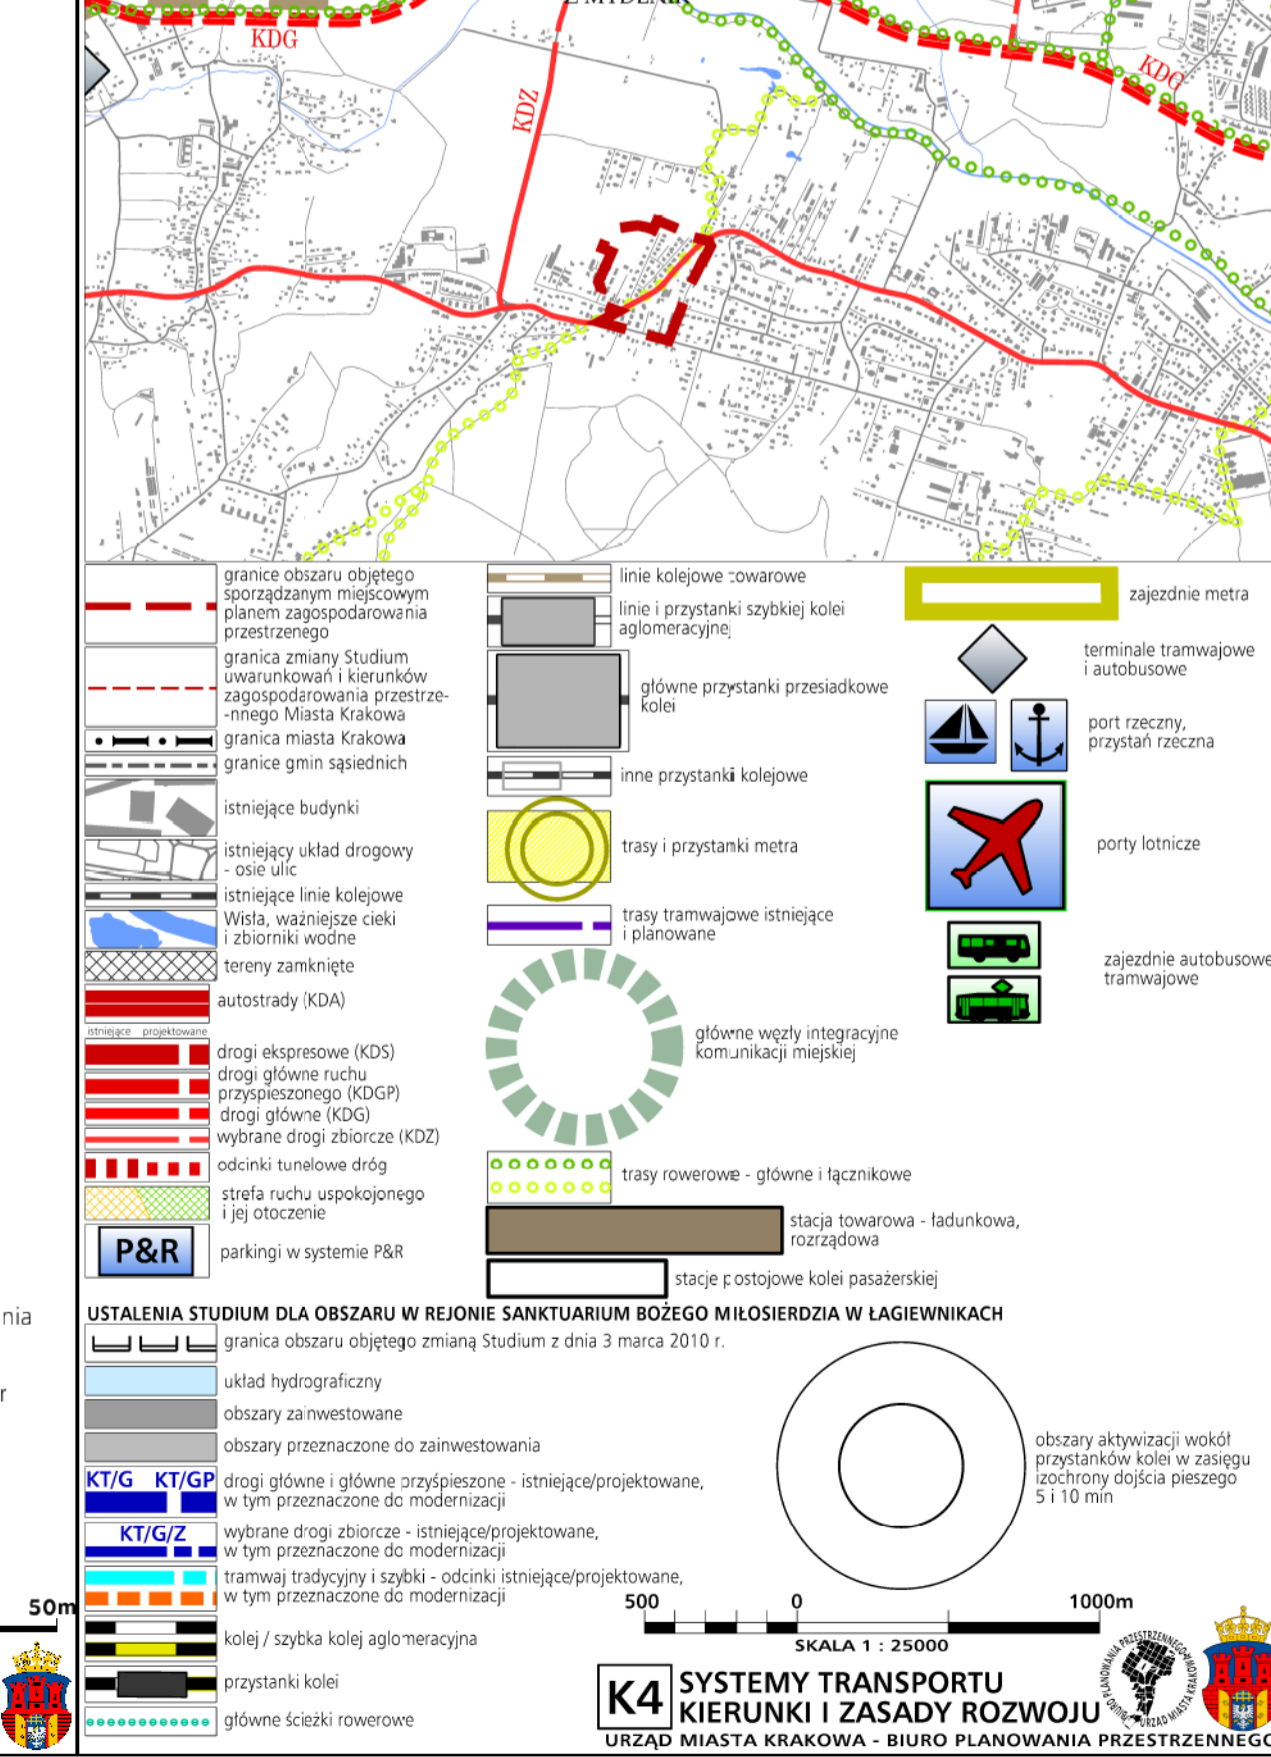 Z MYDLNIK
KDG
KDZ
KDG
granice obszaru objętego
sporządzanym miejscowym
planem zagospodarowania
przestrzenego
granica zmiany Studium
uwarunkowań i kierunków
zagospodarowania przestrze-
-nnego Miasta Krakowa
granica miasta Krakowa
granice gmin sąsiednich
istniejące budynki
istniejący układ drogowy
- osie ulic
istniejące linie kolejowe
Wisła, ważniejsze cieki
i zbiorniki wodne
tereny zamknięte
autostrady (KDA)
istniejące projektowane
drogi ekspresowe (KDS)
drogi główne ruchu
przyspieszonego (KDGP)
drogi główne (KDG)
wybrane drogi zbiorcze (KDZ)
odcinki tunelowe dróg
strefa ruchu uspokojonego
i jej otoczenie
P&R
parkingi w systemie P&R
linie kolejowe towarowe
linie i przystanki szybkiej kolei
aglomeracyjnej
główne przystanki przesiadkowe
kolei
inne przystanki kolejowe
trasy i przystanki metra
trasy tramwajowe istniejące
i planowane
główne węzły integracyjne
komunikacji miejskiej
trasy rowerowe - główne i łącznikowe
stacja towarowa - ładunkowa,
rozrządowa
stacje postojowe kolei pasażerskiej
zajezdnie metra
terminale tramwajowe
i autobusowe
port rzeczny,
przystań rzeczna
porty lotnicze
zajezdnie autobusowe
tramwajowe
nia
r
50m
USTALENIA STUDIUM DLA OBSZARU W REJONIE SANKTUARIUM BOŻEGO MIŁOSIERDZIA W ŁAGIEWNIKACH
granica obszaru objętego zmianą Studium z dnia 3 marca 2010 r.
układ hydrograficzny
obszary zainwestowane
obszary przeznaczone do zainwestowania
KT/G KT/GP
drogi główne i główne przyśpieszone - istniejące/projektowane,
w tym przeznaczone do modernizacji
KT/G/Z
wybrane drogi zbiorcze - istniejące/projektowane,
w tym przeznaczone do modernizacji
tramwaj tradycyjny i szybki - odcinki istniejące/projektowane,
w tym przeznaczone do modernizacji
kolej / szybka kolej aglomeracyjna
przystanki kolei
główne ścieżki rowerowe
obszary aktywizacji wokół
przystanków kolei w zasięgu
izochrony dojścia pieszego
5 i 10 min
500 0 1000m
SKALA 1 : 25000
K4
SYSTEMY TRANSPORTU
KIERUNKI I ZASADY ROZWOJU
BIURO PLANOWANIA PRZESTRZENNEGO
URZĄD MIASTA KRAKOWA
URZĄD MIASTA KRAKOWA - BIURO PLANOWANIA PRZESTRZENNEGO